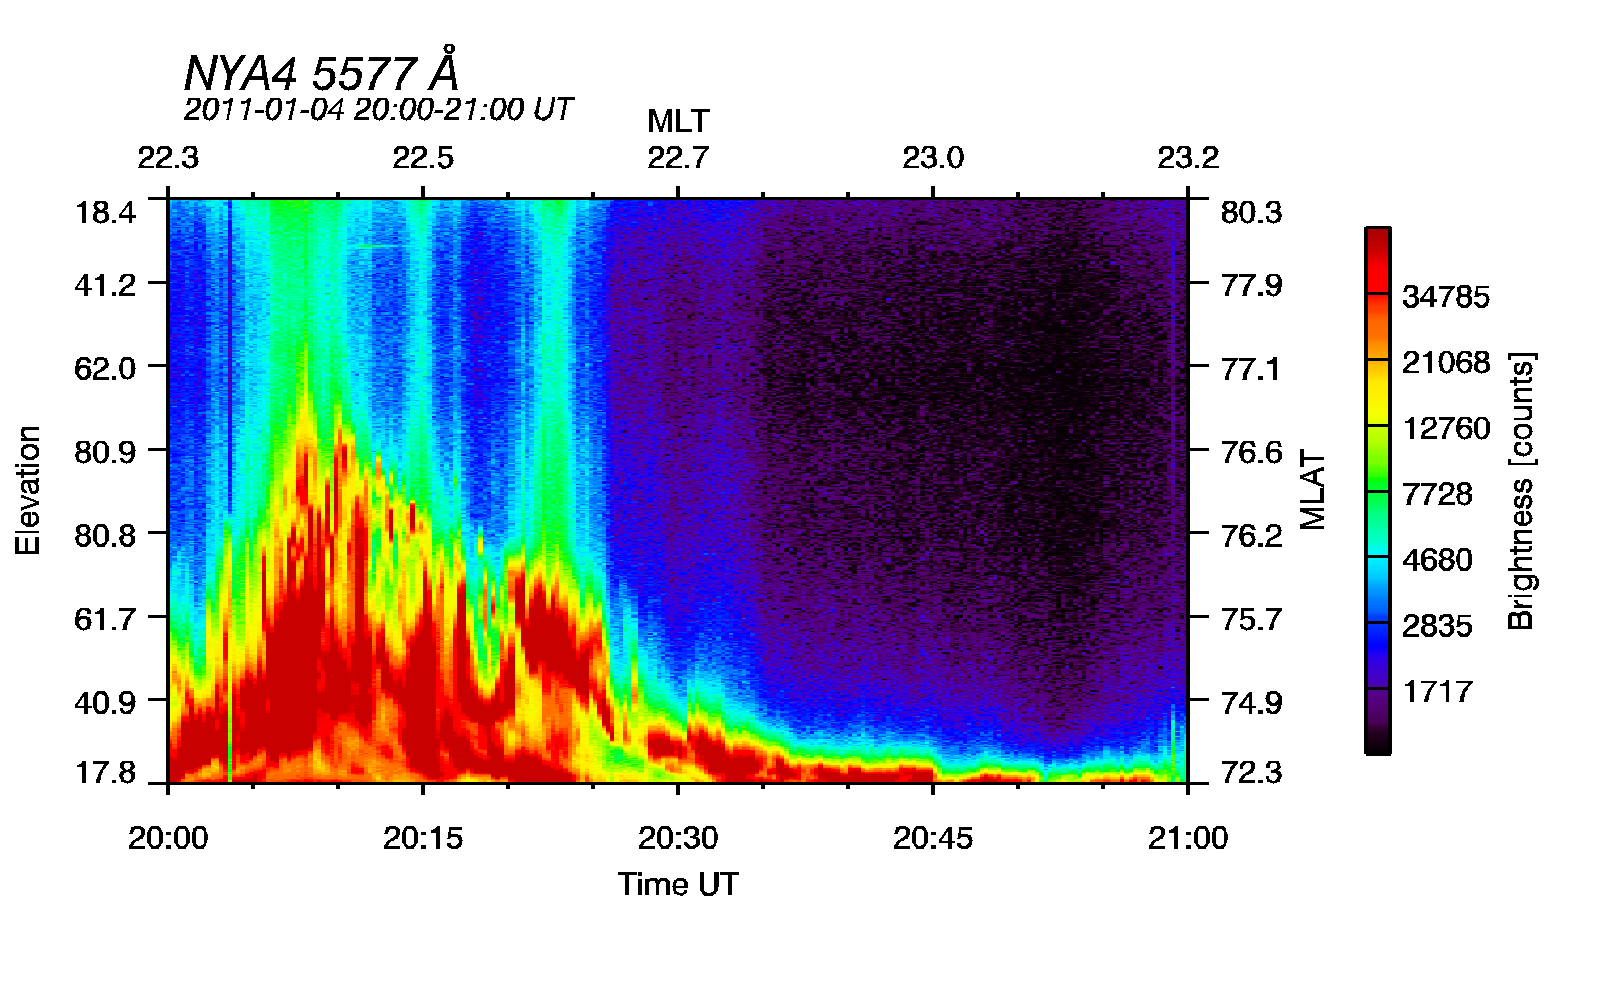 NYA4 5577 Å
2011-01-04 20:00-21:00 UT
MLT
22.3 22.5 22.7 23.0 23.2
18.4
41.2
62.0
80.9
80.8
61.7
40.9
17.8
Elevation
80.3
77.9
77.1
76.6
76.2
75.7
74.9
72.3
MLAT
34785
21068
12760
7728
4680
2835
1717
Brightness [counts]
20:00 20:15 20:30 20:45 21:00
Time UT